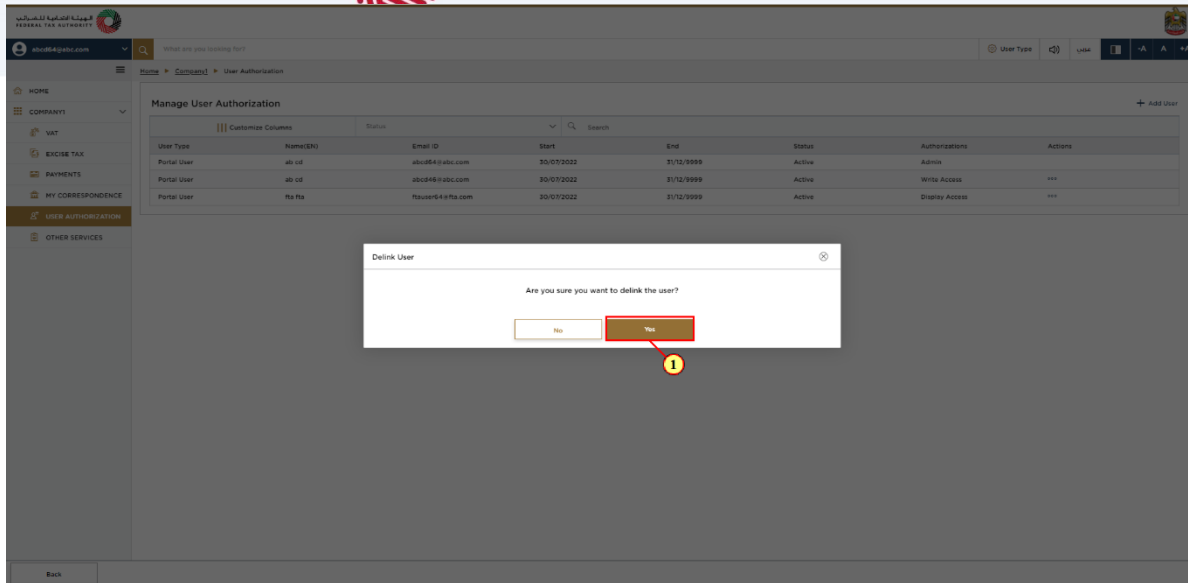 الهيئة الاتحادية للضرائب
FEDERAL TAX AUTHORITY
abcd64@abc.com
What are you looking for?
User Type
عربي
-A A +A
Home Company1 User Authorization
HOME
COMPANY1
VAT
EXCISE TAX
PAYMENTS
MY CORRESPONDENCE
USER AUTHORIZATION
OTHER SERVICES
Manage User Authorization
+ Add User
Customize Columns Status Search
User Type Name(EN) Email ID Start End Status Authorizations Actions
Portal User ab cd abcd64@abc.com 30/07/2022 31/12/9999 Active Admin
Portal User ab cd abcd46@abc.com 30/07/2022 31/12/9999 Active Write Access ***
Portal User fta fta ftauser64@fta.com 30/07/2022 31/12/9999 Active Display Access ***
Delink User
Are you sure you want to delink the user?
No Yes
1
Back